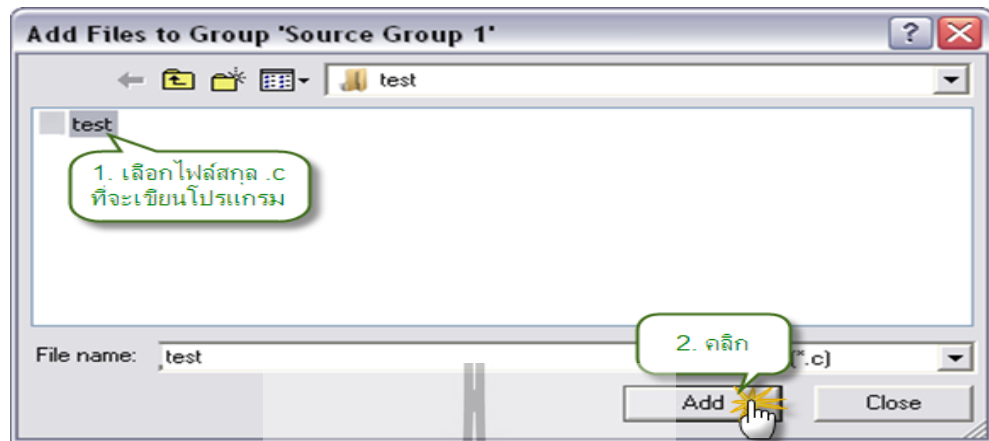 Add Files to Group 'Source Group 1'
test
test
1. เลือกไฟล์สกุล .c
ที่จะเขียนโปรแกรม
2. คลิก
File name: test (*.c)
Add Close